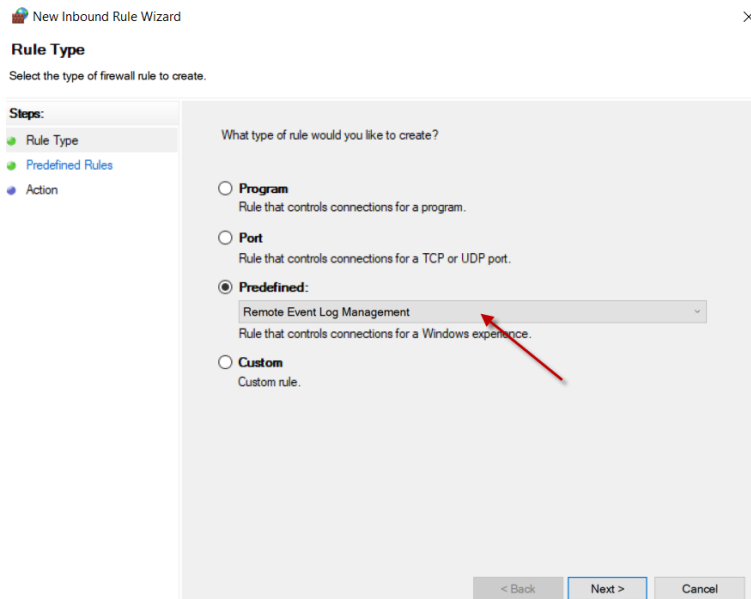 New Inbound Rule Wizard
Rule Type
Select the type of firewall rule to create.
Steps:
Rule Type
Predefined Rules
Action
What type of rule would you like to create?
Program
Rule that controls connections for a program.
Port
Rule that controls connections for a TCP or UDP port.
Predefined:
Remote Event Log Management
Rule that controls connections for a Windows experience.
Custom
Custom rule.
< Back Next > Cancel